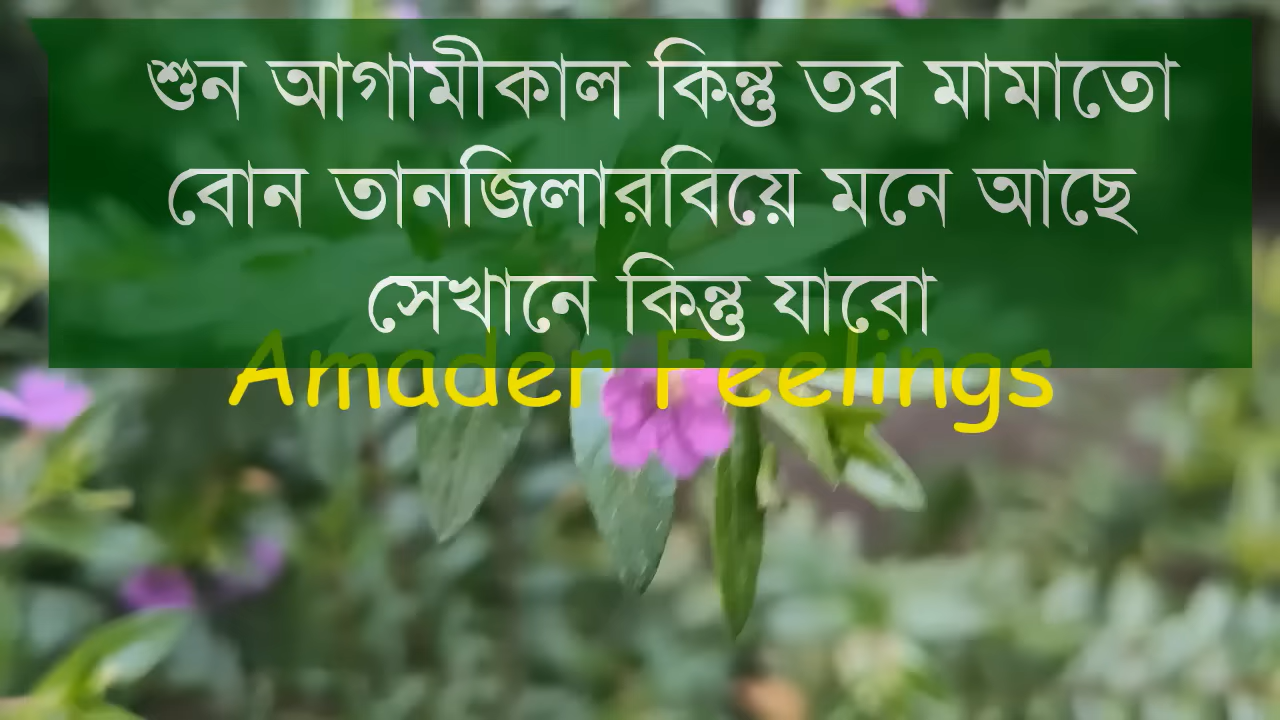 শুন আগামীকাল কিন্তু তর মামাতো
বোন তানজিলারবিয়ে মনে আছে
সেখানে কিন্তু যাবো
Amader Feelings